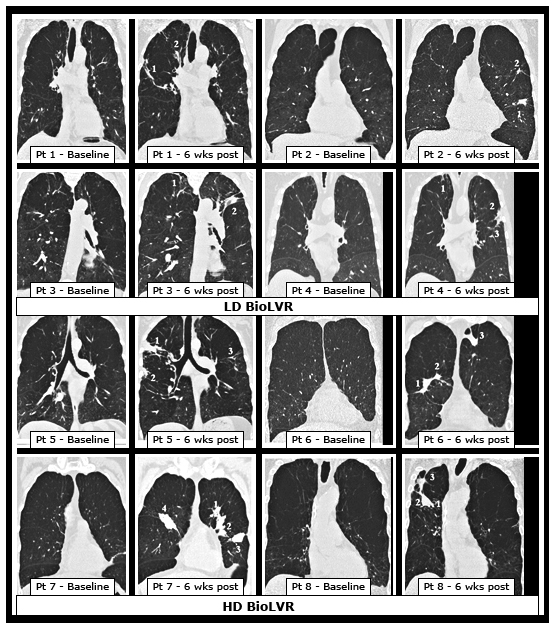 1 2
Pt 1 - Baseline Pt 1 - 6 wks post Pt 2 - Baseline Pt 2 - 6 wks post
2
1
1 2
Pt 3 - Baseline Pt 3 - 6 wks post Pt 4 - Baseline Pt 4 - 6 wks post
1 2 3
LD BioLVR
1 2 3
Pt 5 - Baseline Pt 5 - 6 wks post Pt 6 - Baseline Pt 6 - 6 wks post
1 2 3
4 1 2 3
Pt 7 - Baseline Pt 7 - 6 wks post Pt 8 - Baseline Pt 8 - 6 wks post
3 2 1
HD BioLVR